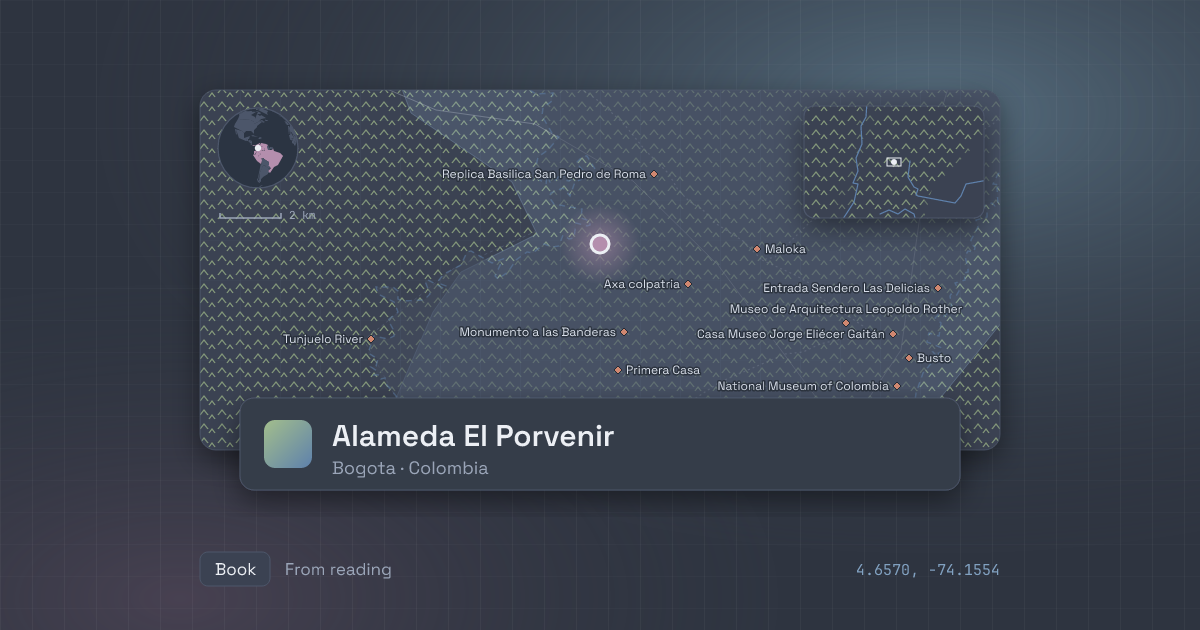 Replica Basílica San Pedro de Roma
2 km
Maloka
Axa colpatria
Entrada Sendero Las Delicias
Museo de Arquitectura Leopoldo Rother
Monumento a las Banderas
Casa Museo Jorge Eliécer Gaitán
Tunjuelo River
Busto
Primera Casa
National Museum of Colombia
Alameda El Porvenir
Bogota · Colombia
Book
From reading
4.6570, -74.1554